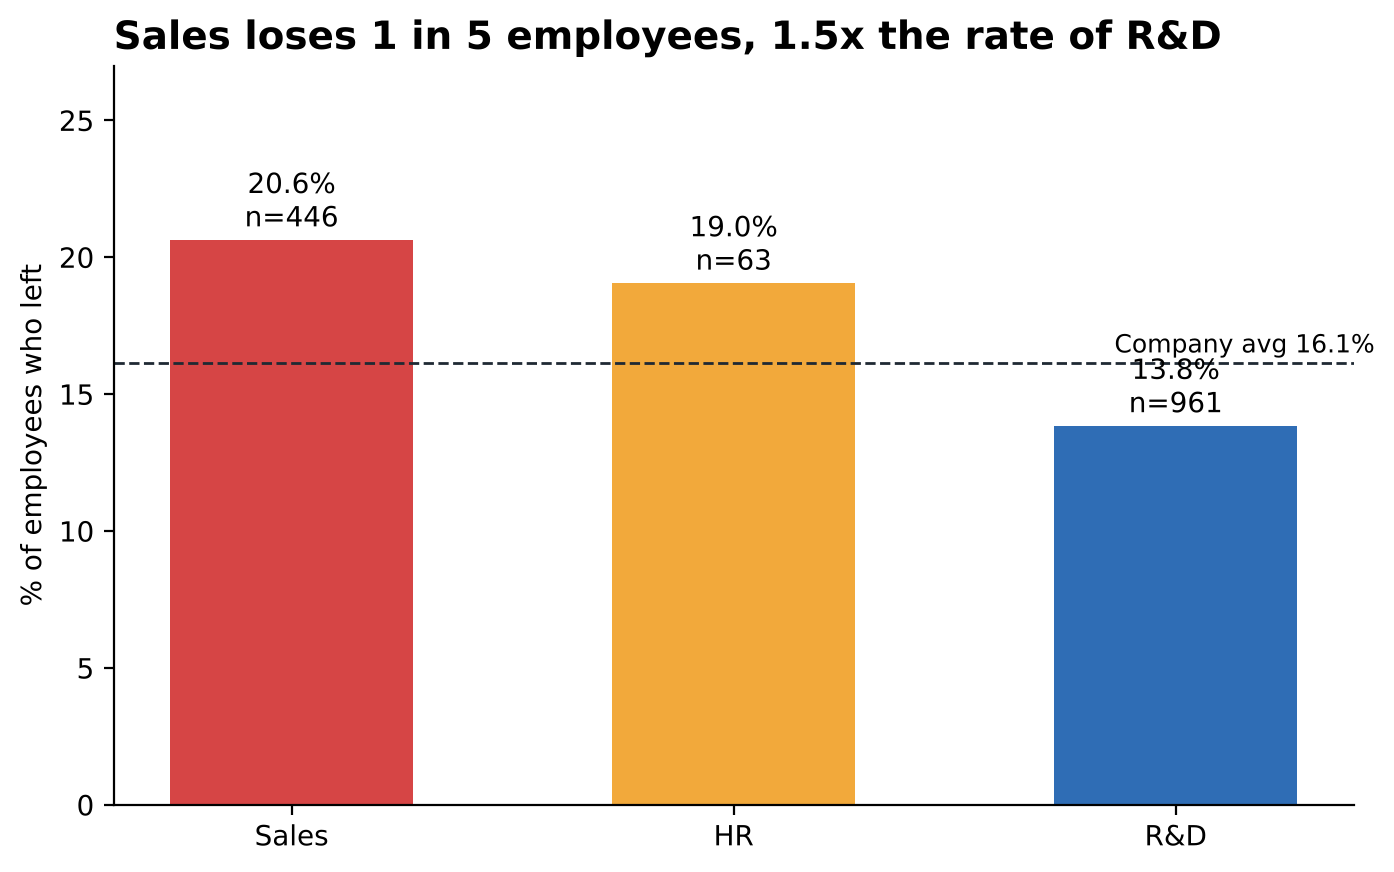 Sales loses 1 in 5 employees, 1.5x the rate of R&D
% of employees who left
25
20
15
10
5
0
20.6%
n=446
19.0%
n=63
Company avg 16.1%
13.8%
n=961
Sales
HR
R&D